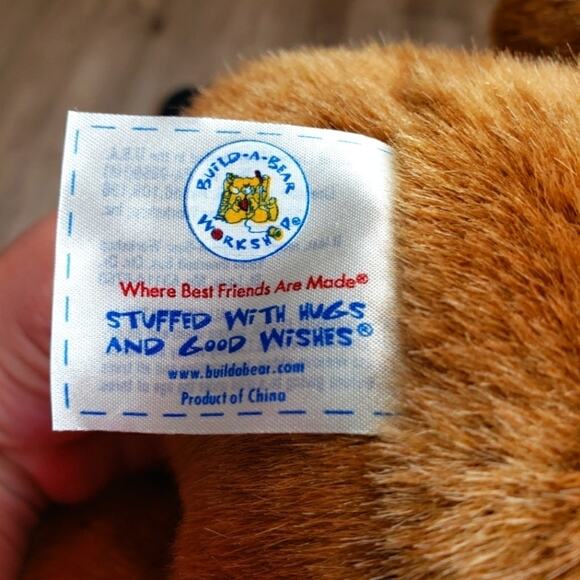 BUILD-A-BEAR
WORKSHOP®
Where Best Friends Are Made®
STUFFED WITH HUGS
AND GOOD WISHES®
www.buildabear.com
Product of China